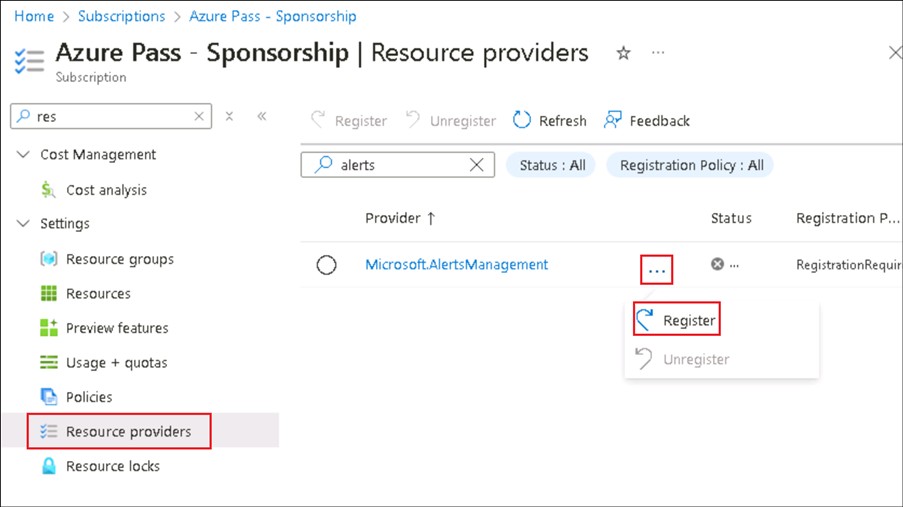 Home > Subscriptions > Azure Pass - Sponsorship
Azure Pass - Sponsorship | Resource providers ...
Subscription
res
Register Unregister Refresh Feedback
alerts Status : All Registration Policy : All
Cost Management
Cost analysis
Settings
Resource groups
Resources
Preview features
Usage + quotas
Policies
Resource providers
Resource locks
Provider ↑ Status Registration P...
Microsoft.AlertsManagement ... ... RegistrationRequir
Register
Unregister